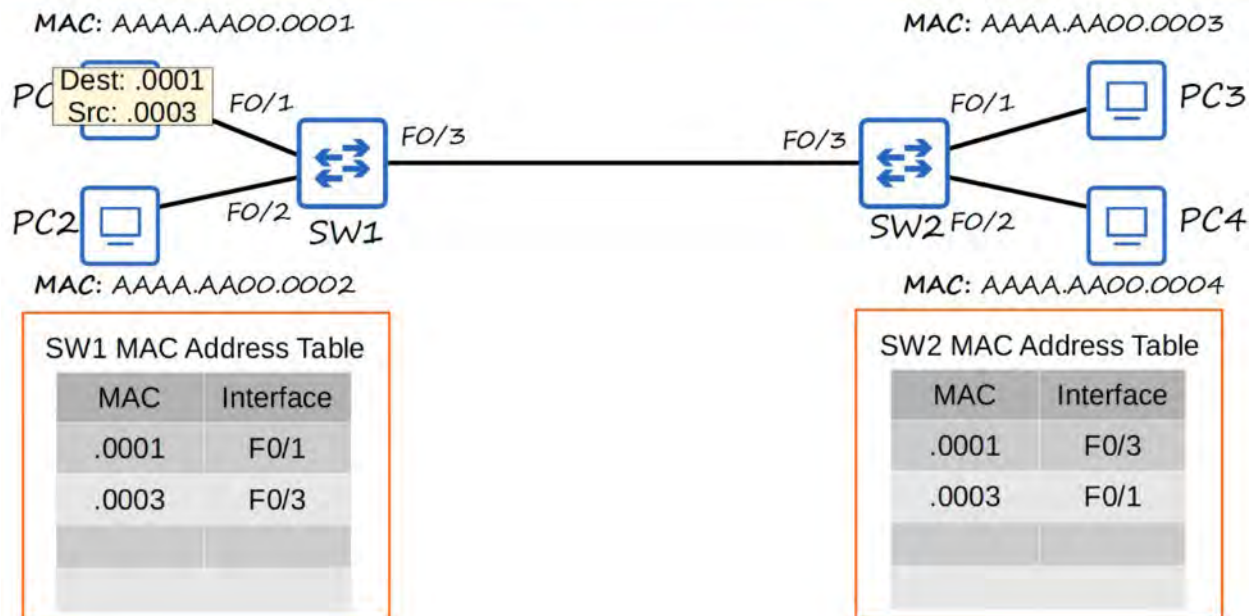 MAC: AAAA.AA00.0001
MAC: AAAA.AA00.0003
PC
Dest: .0001
Src: .0003
F0/1
F0/3
F0/3
F0/1
PC3
PC2
F0/2
SW1
SW2
F0/2
PC4
MAC: AAAA.AA00.0002
MAC: AAAA.AA00.0004
SW1 MAC Address Table
MAC Interface
.0001 F0/1
.0003 F0/3
SW2 MAC Address Table
MAC Interface
.0001 F0/3
.0003 F0/1